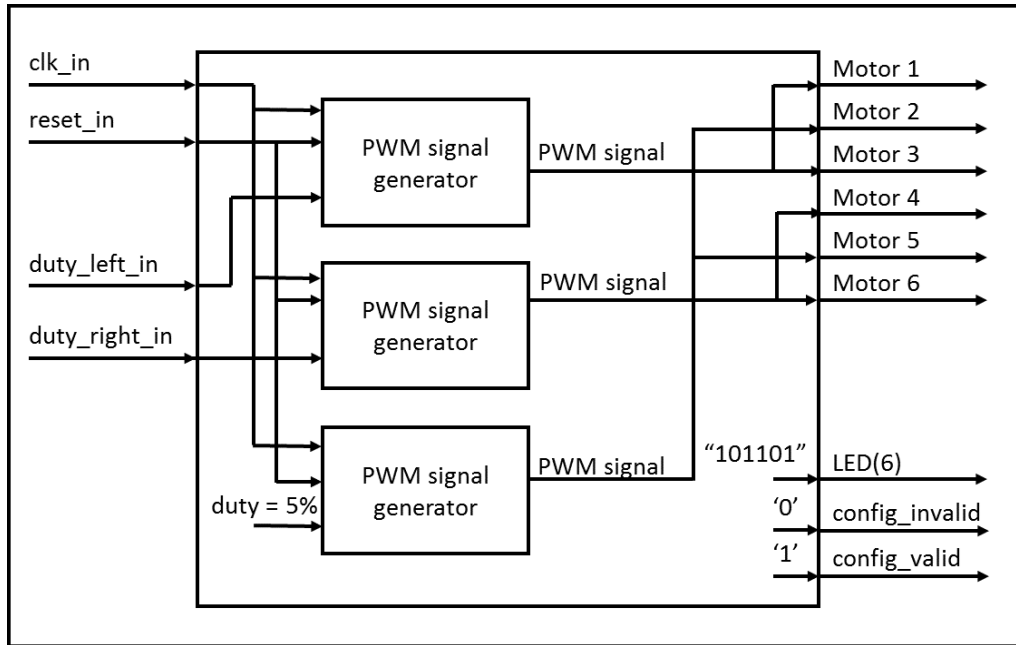 clk_in
reset_in
duty_left_in
duty_right_in
PWM signal
generator
PWM signal
PWM signal
generator
PWM signal
duty = 5%
PWM signal
generator
PWM signal
Motor 1
Motor 2
Motor 3
Motor 4
Motor 5
Motor 6
“101101”
LED(6)
‘0’
config_invalid
‘1’
config_valid